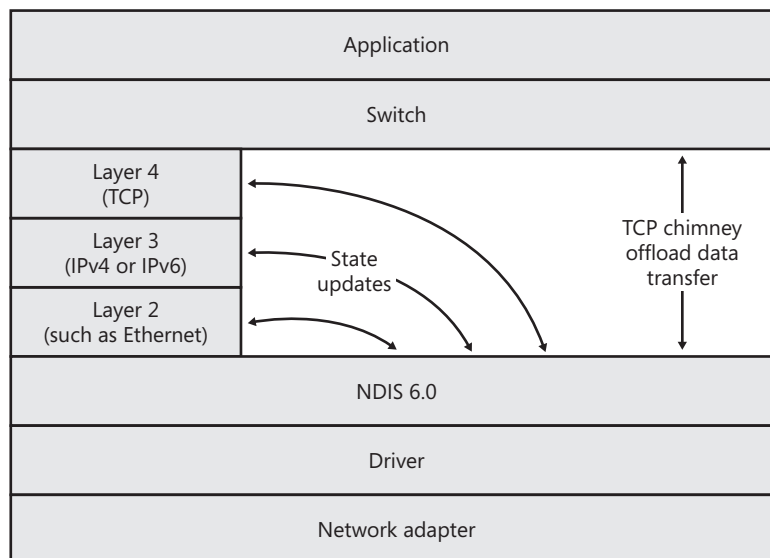 Application
Switch
Layer 4
(TCP)
Layer 3
(IPv4 or IPv6)
Layer 2
(such as Ethernet)
State
updates
TCP chimney
offload data
transfer
NDIS 6.0
Driver
Network adapter